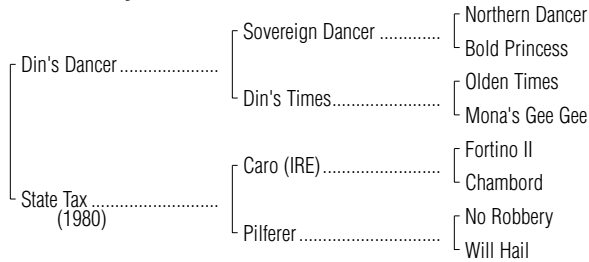 Northern Dancer
Sovereign Dancer .............
Bold Princess
Din's Dancer .....................
Olden Times
Din's Times.......................
Mona's Gee Gee
Fortino II
Caro (IRE).........................
Chambord
State Tax ...........................
(1980)
No Robbery
Pilferer ..............................
Will Hail